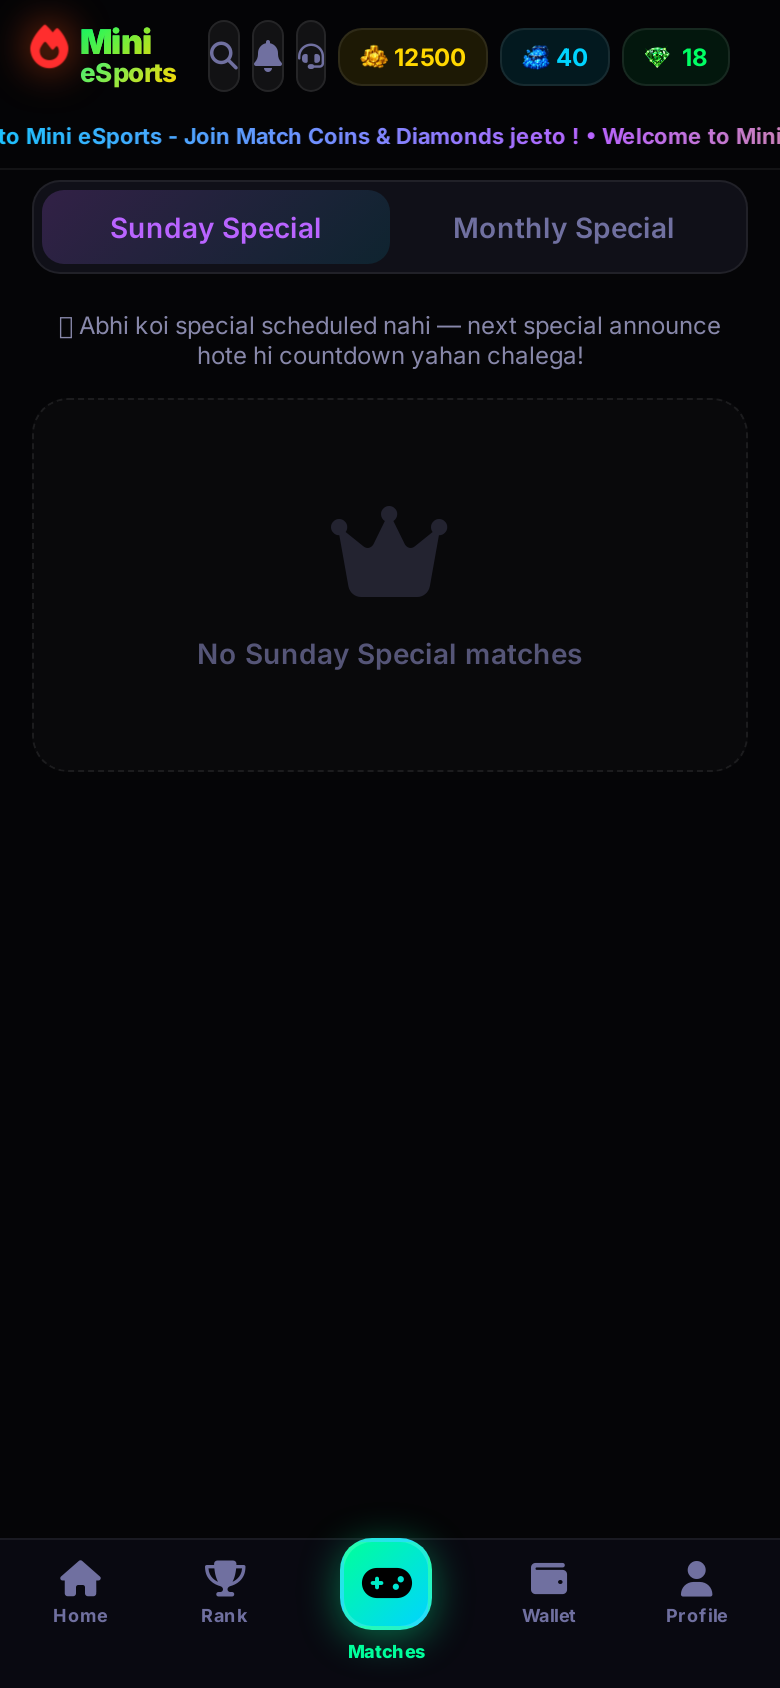 Mini
eSports
12500
40
18
to Mini eSports - Join Match Coins & Diamonds jeeto ! • Welcome to Mini
Sunday Special
Monthly Special
Abhi koi special scheduled nahi — next special announce
hote hi countdown yahan chalega!
No Sunday Special matches
Home
Rank
Matches
Wallet
Profile